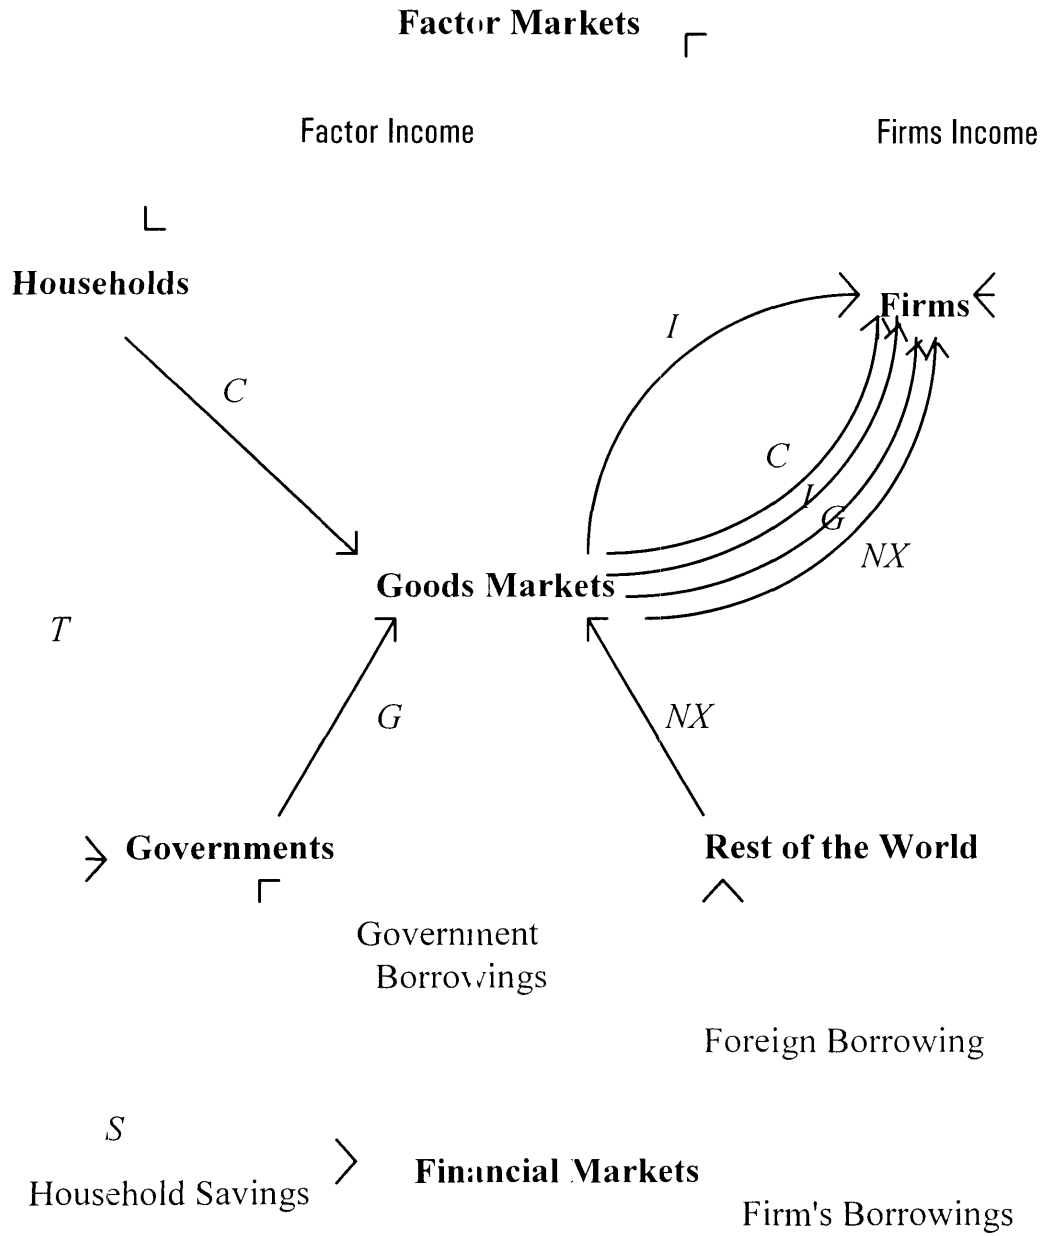 Factor Markets
Factor Income
Firms Income
Households
Firms
I
C
C
I
G
NX
Goods Markets
T
G
NX
Governments
Rest of the World
Government
Borrowings
Foreign Borrowing
S
Financial Markets
Household Savings
Firm's Borrowings